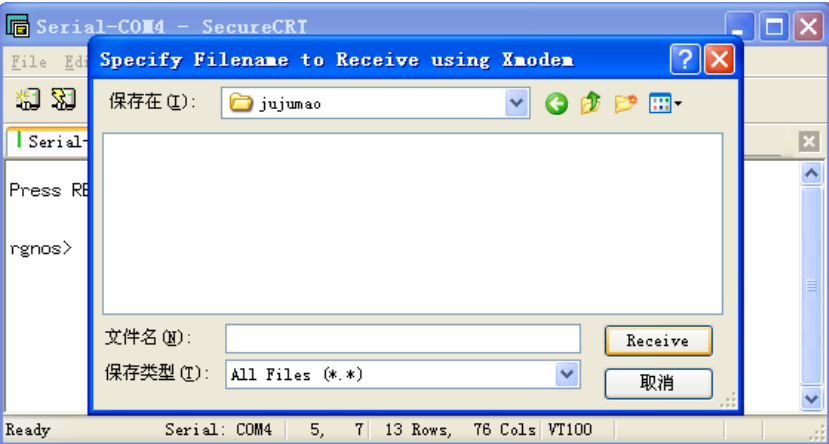 Serial-COM4 - SecureCRT
Specify Filename to Receive using Xmodem
File Edi
保存在(I):
jujumao
Serial-
Press RE
rgnos>
文件名(N):
Receive
保存类型(T):
All Files (*.*)
取消
Ready
Serial: COM4
5, 7
13 Rows, 76 Cols
VT100